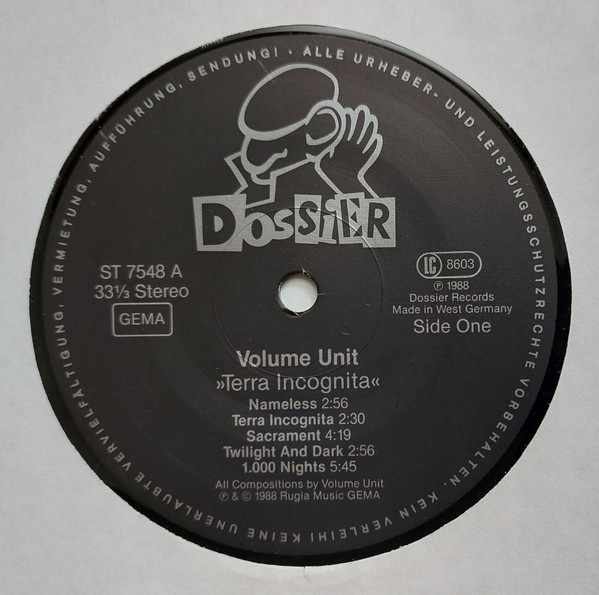 ALLE URHEBER- UND LEISTUNGSSCHUTZRECHTE VORBEHALTEN. KEIN VERLEIH! KEINE UNERLAUBTE VERVIELFÄLTIGUNG, VERMIETUNG, AUFFÜHRUNG, SENDUNG! ·
DOSSiER
ST 7548 A
33⅓ Stereo
GEMA
LC 8603
℗ 1988
Dossier Records
Made in West Germany
Side One
Volume Unit
»Terra Incognita«
Nameless 2:56
Terra Incognita 2:30
Sacrament 4:19
Twilight And Dark 2:56
1.000 Nights 5:45
All Compositions by Volume Unit
℗ & © 1988 Rugla Music GEMA